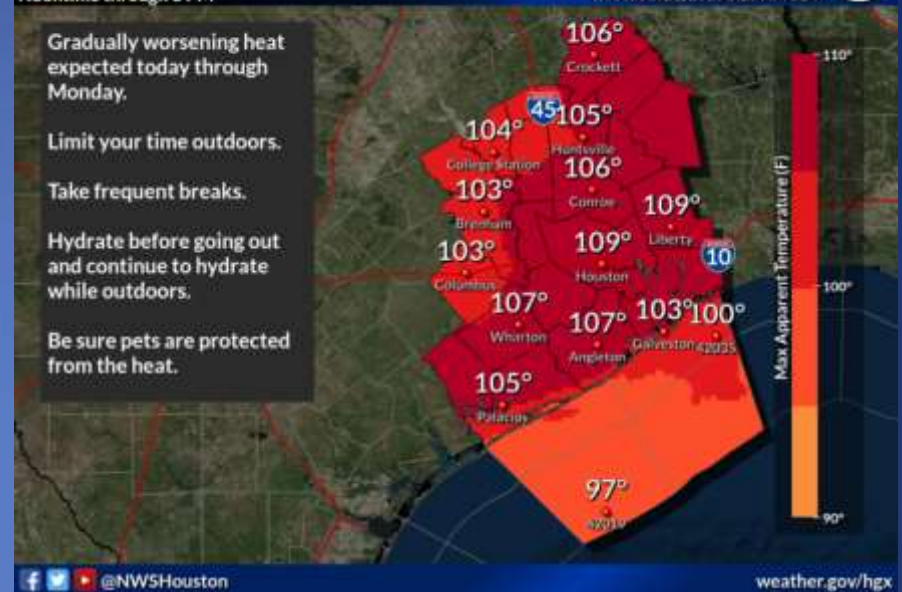 Gradually worsening heat
expected today through
Monday.
Limit your time outdoors.
Take frequent breaks.
Hydrate before going out
and continue to hydrate
while outdoors.
Be sure pets are protected
from the heat.
106°
Crockett
45
105°
Huntsville
104°
College Station
106°
Conroe
103°
Brenham
109°
Liberty
103°
Columbus
109°
Houston
10
107°
Wharton
107°
Angleton
103°
Galveston
100°
42035
105°
Palacios
97°
42019
Max Apparent Temperature (F)
110°
100°
90°
@NWSHouston
weather.gov/hgx